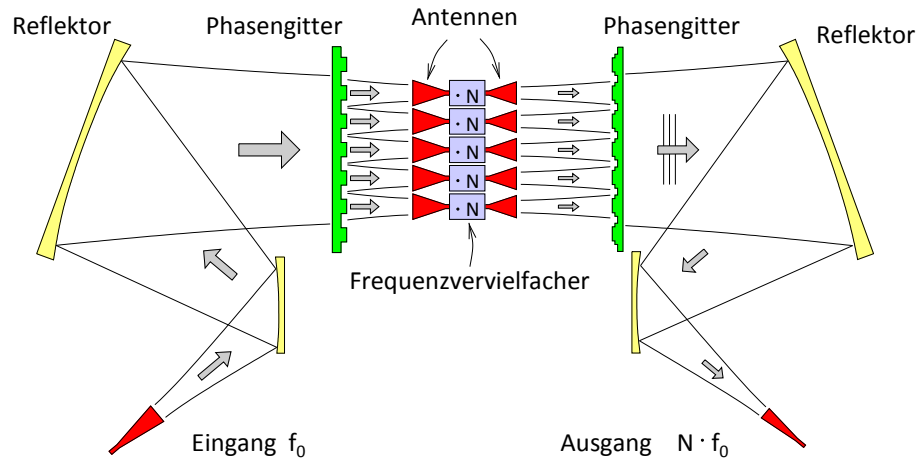 Antennen
Reflektor
Phasengitter
Phasengitter
Reflektor
· N
· N
· N
· N
· N
Frequenzvervielfacher
Eingang f₀
Ausgang N · f₀